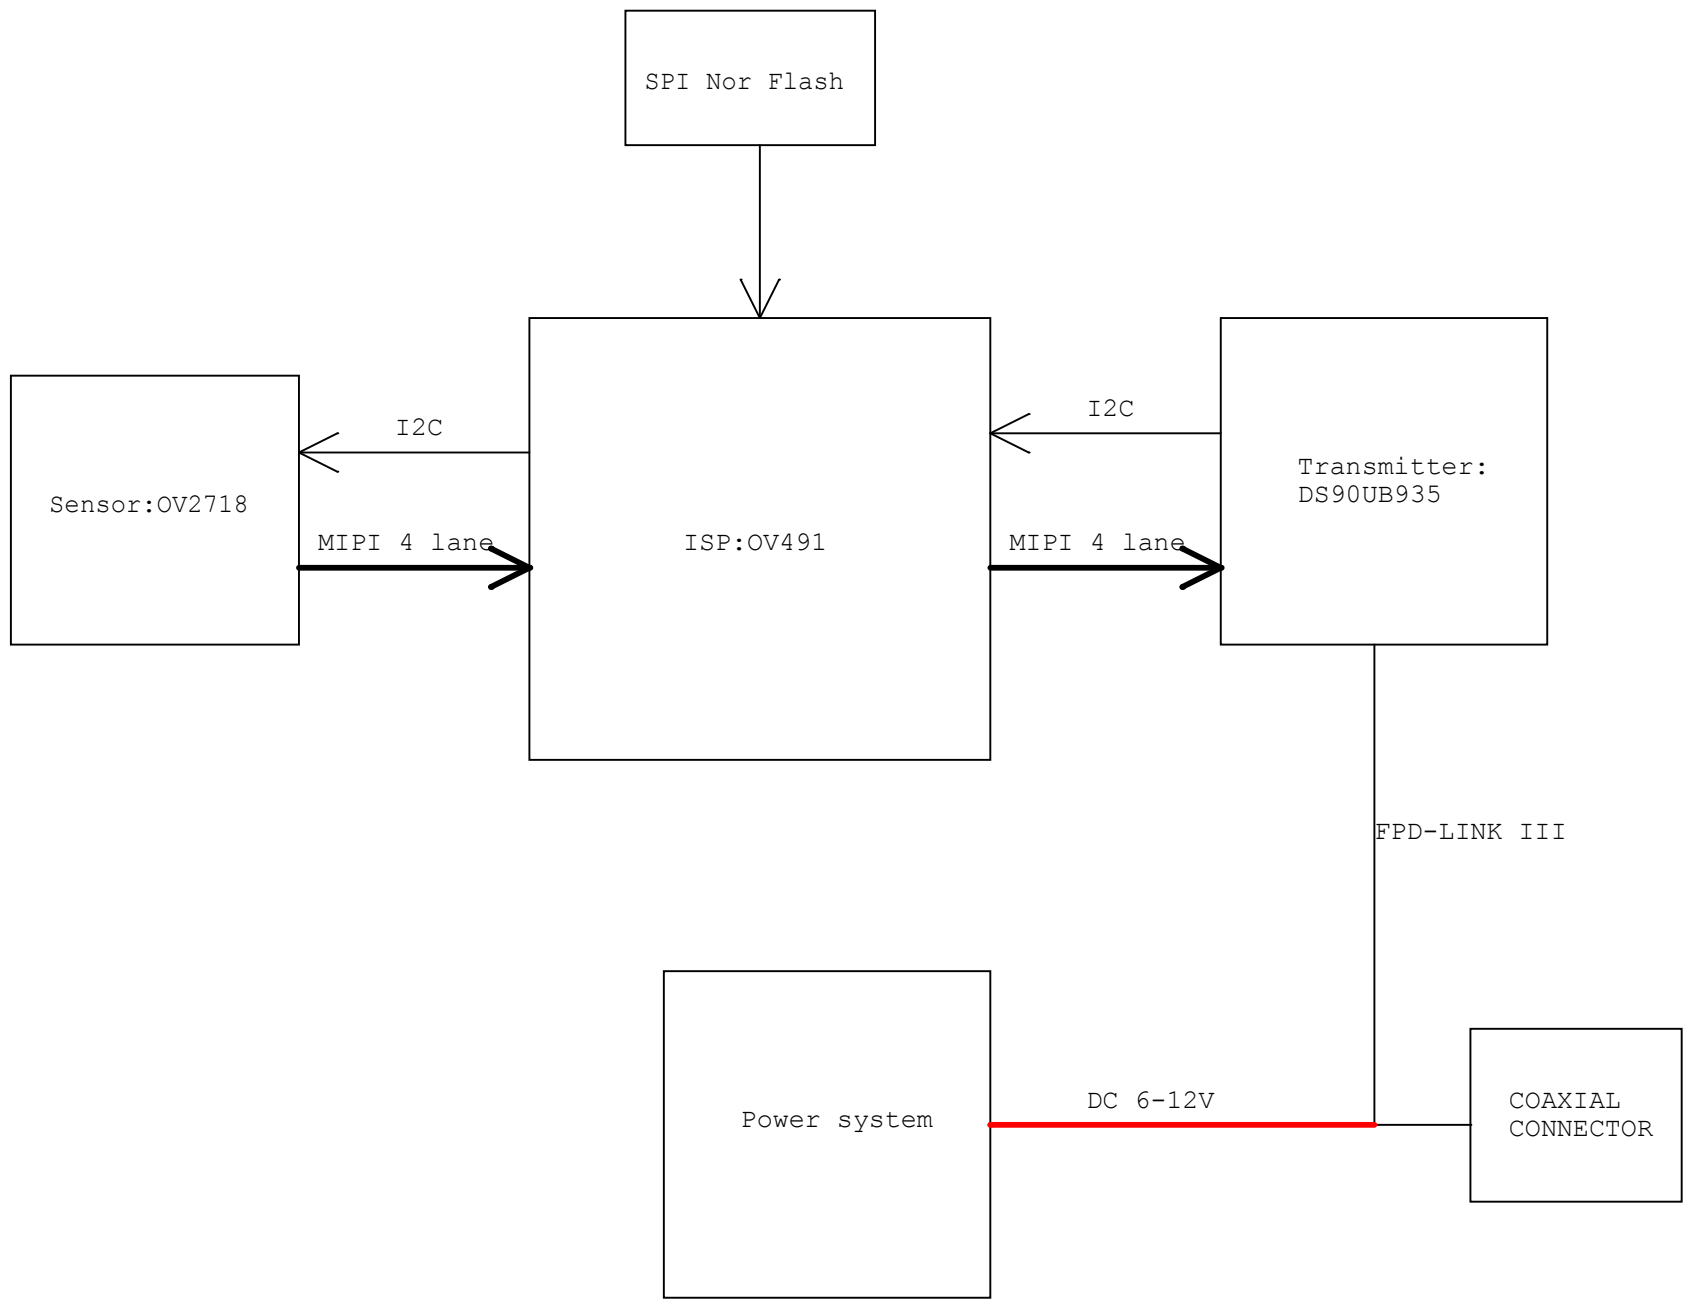 SPI Nor Flash
I2C
I2C
Transmitter:
DS90UB935
Sensor:OV2718
MIPI 4 lane
ISP:OV491
MIPI 4 lane
FPD-LINK III
DC 6-12V
Power system
COAXIAL
CONNECTOR